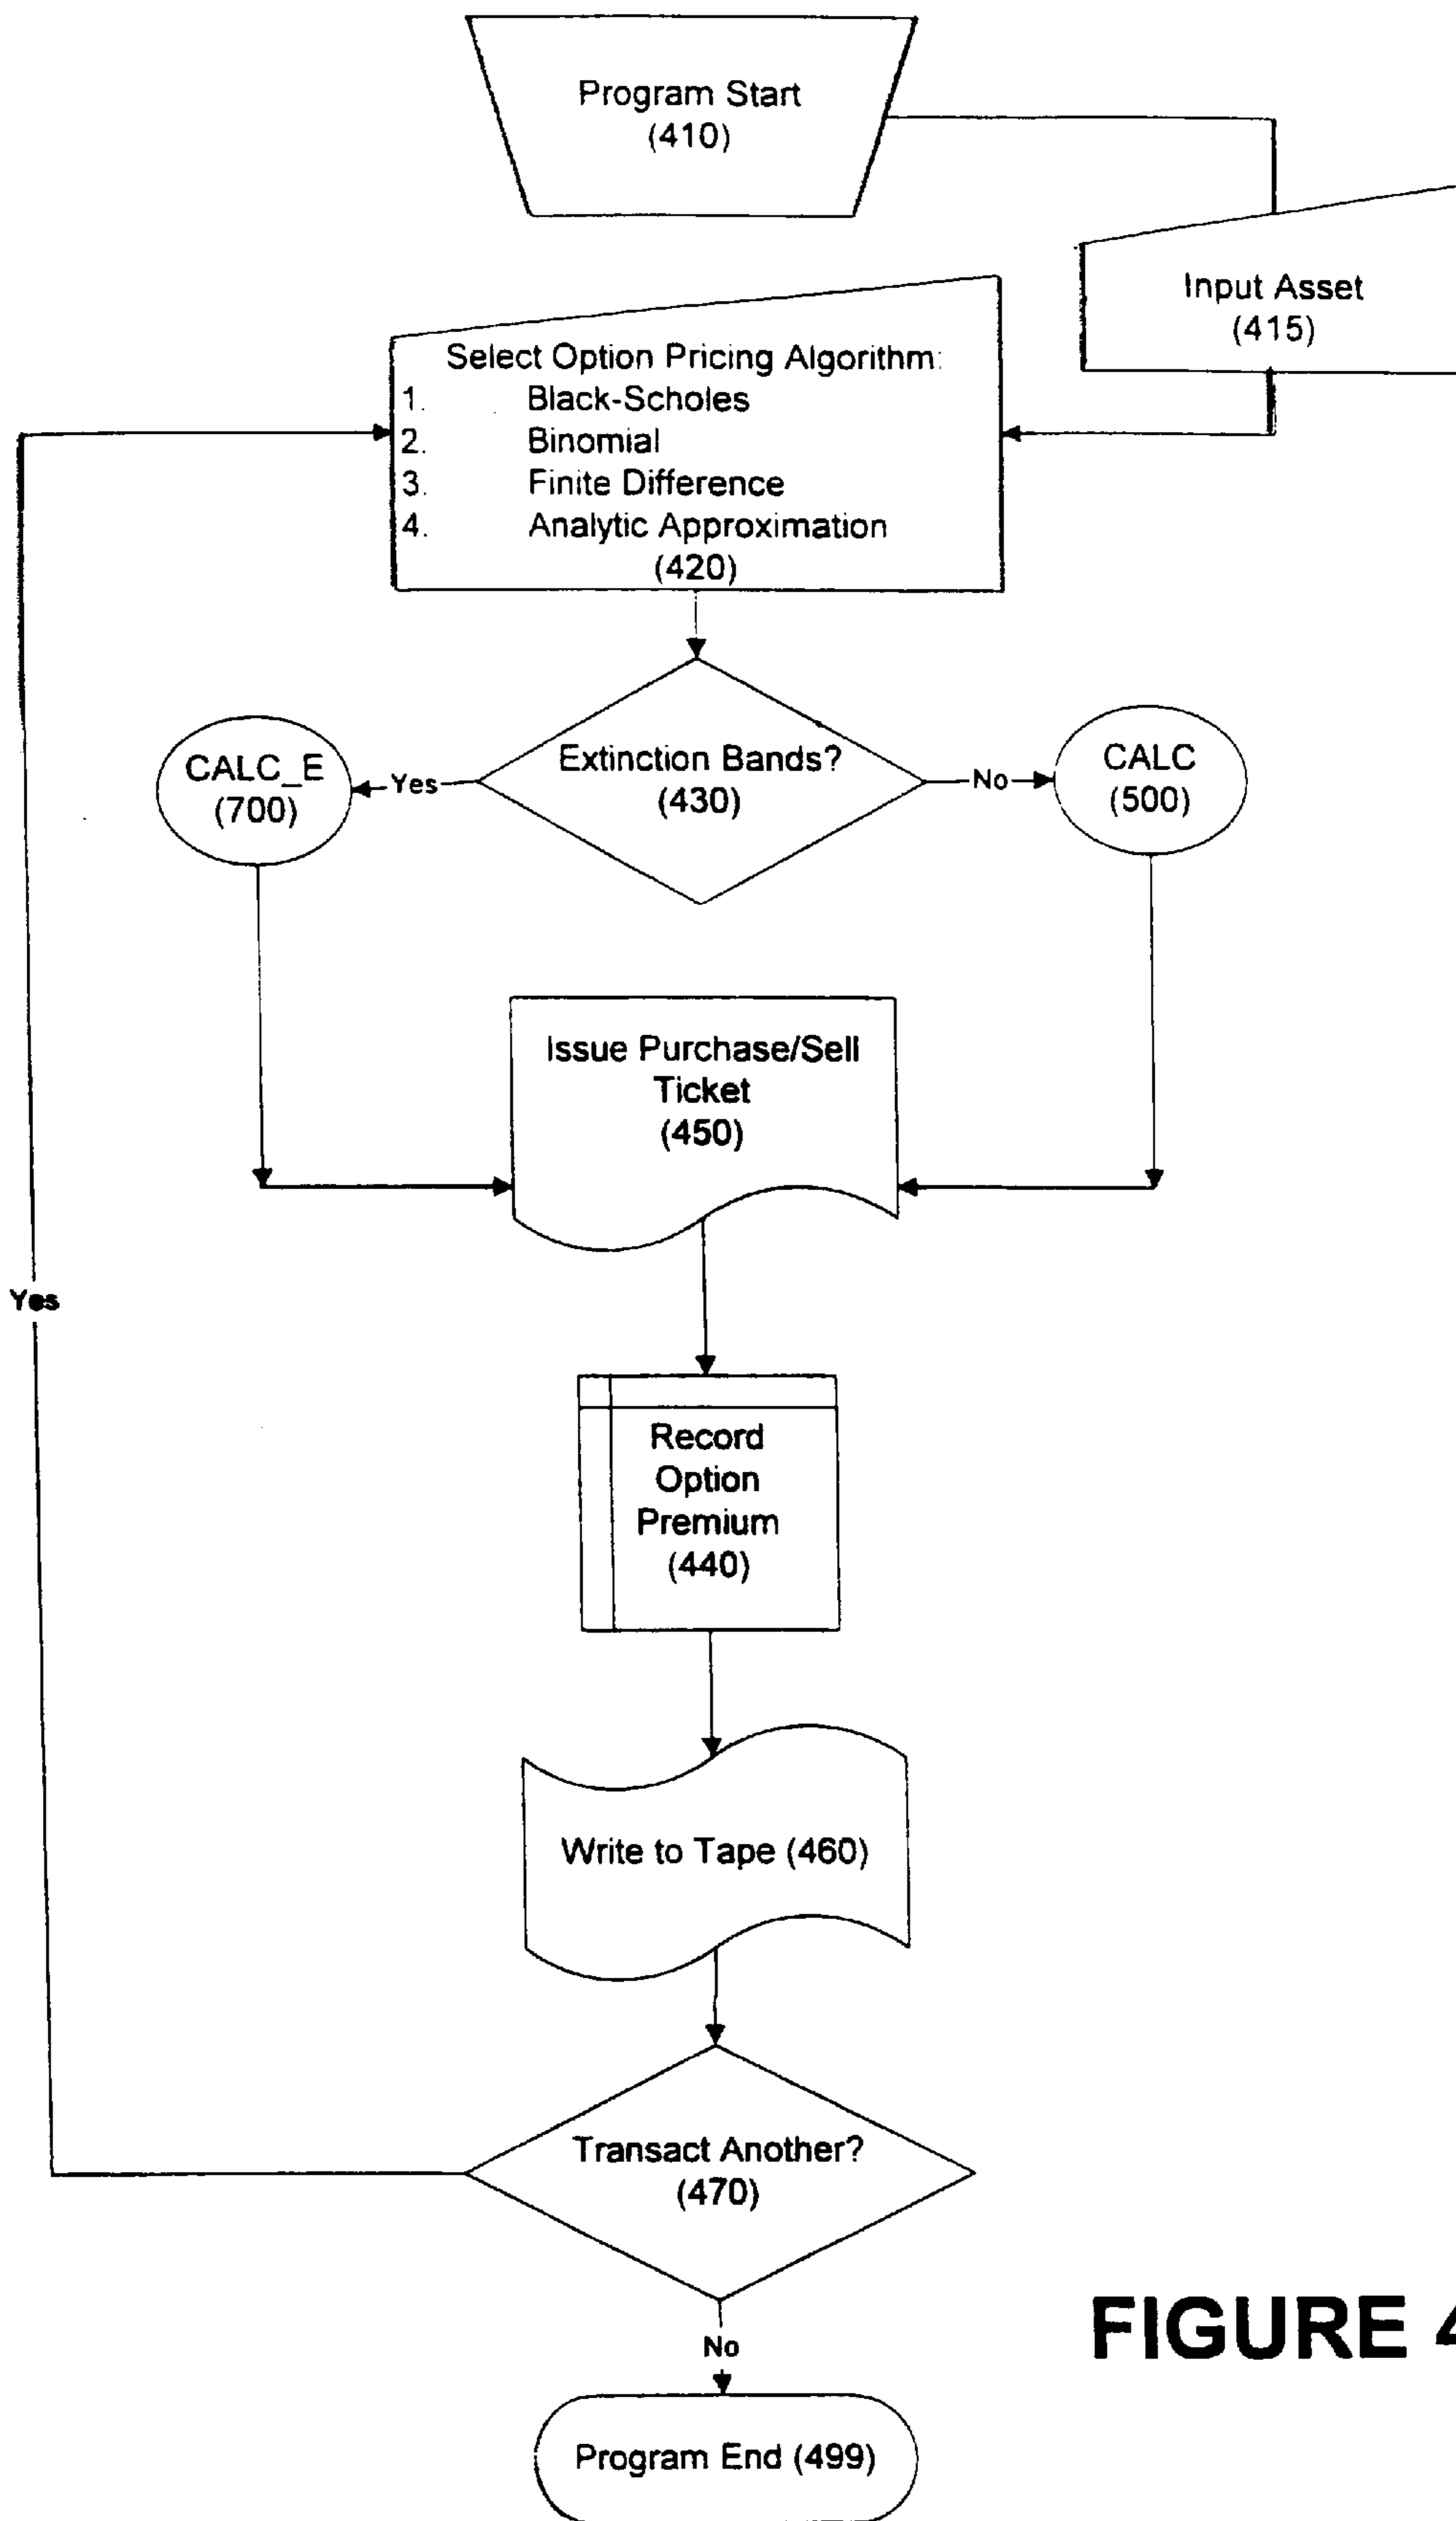 Program Start
(410)
Input Asset
(415)
Select Option Pricing Algorithm:
1. Black-Scholes
2. Binomial
3. Finite Difference
4. Analytic Approximation
(420)
Extinction Bands?
(430)
Yes
No
CALC_E
(700)
CALC
(500)
Issue Purchase/Sell
Ticket
(450)
Yes
Record
Option
Premium
(440)
Write to Tape (460)
Transact Another?
(470)
No
FIGURE 4
Program End (499)